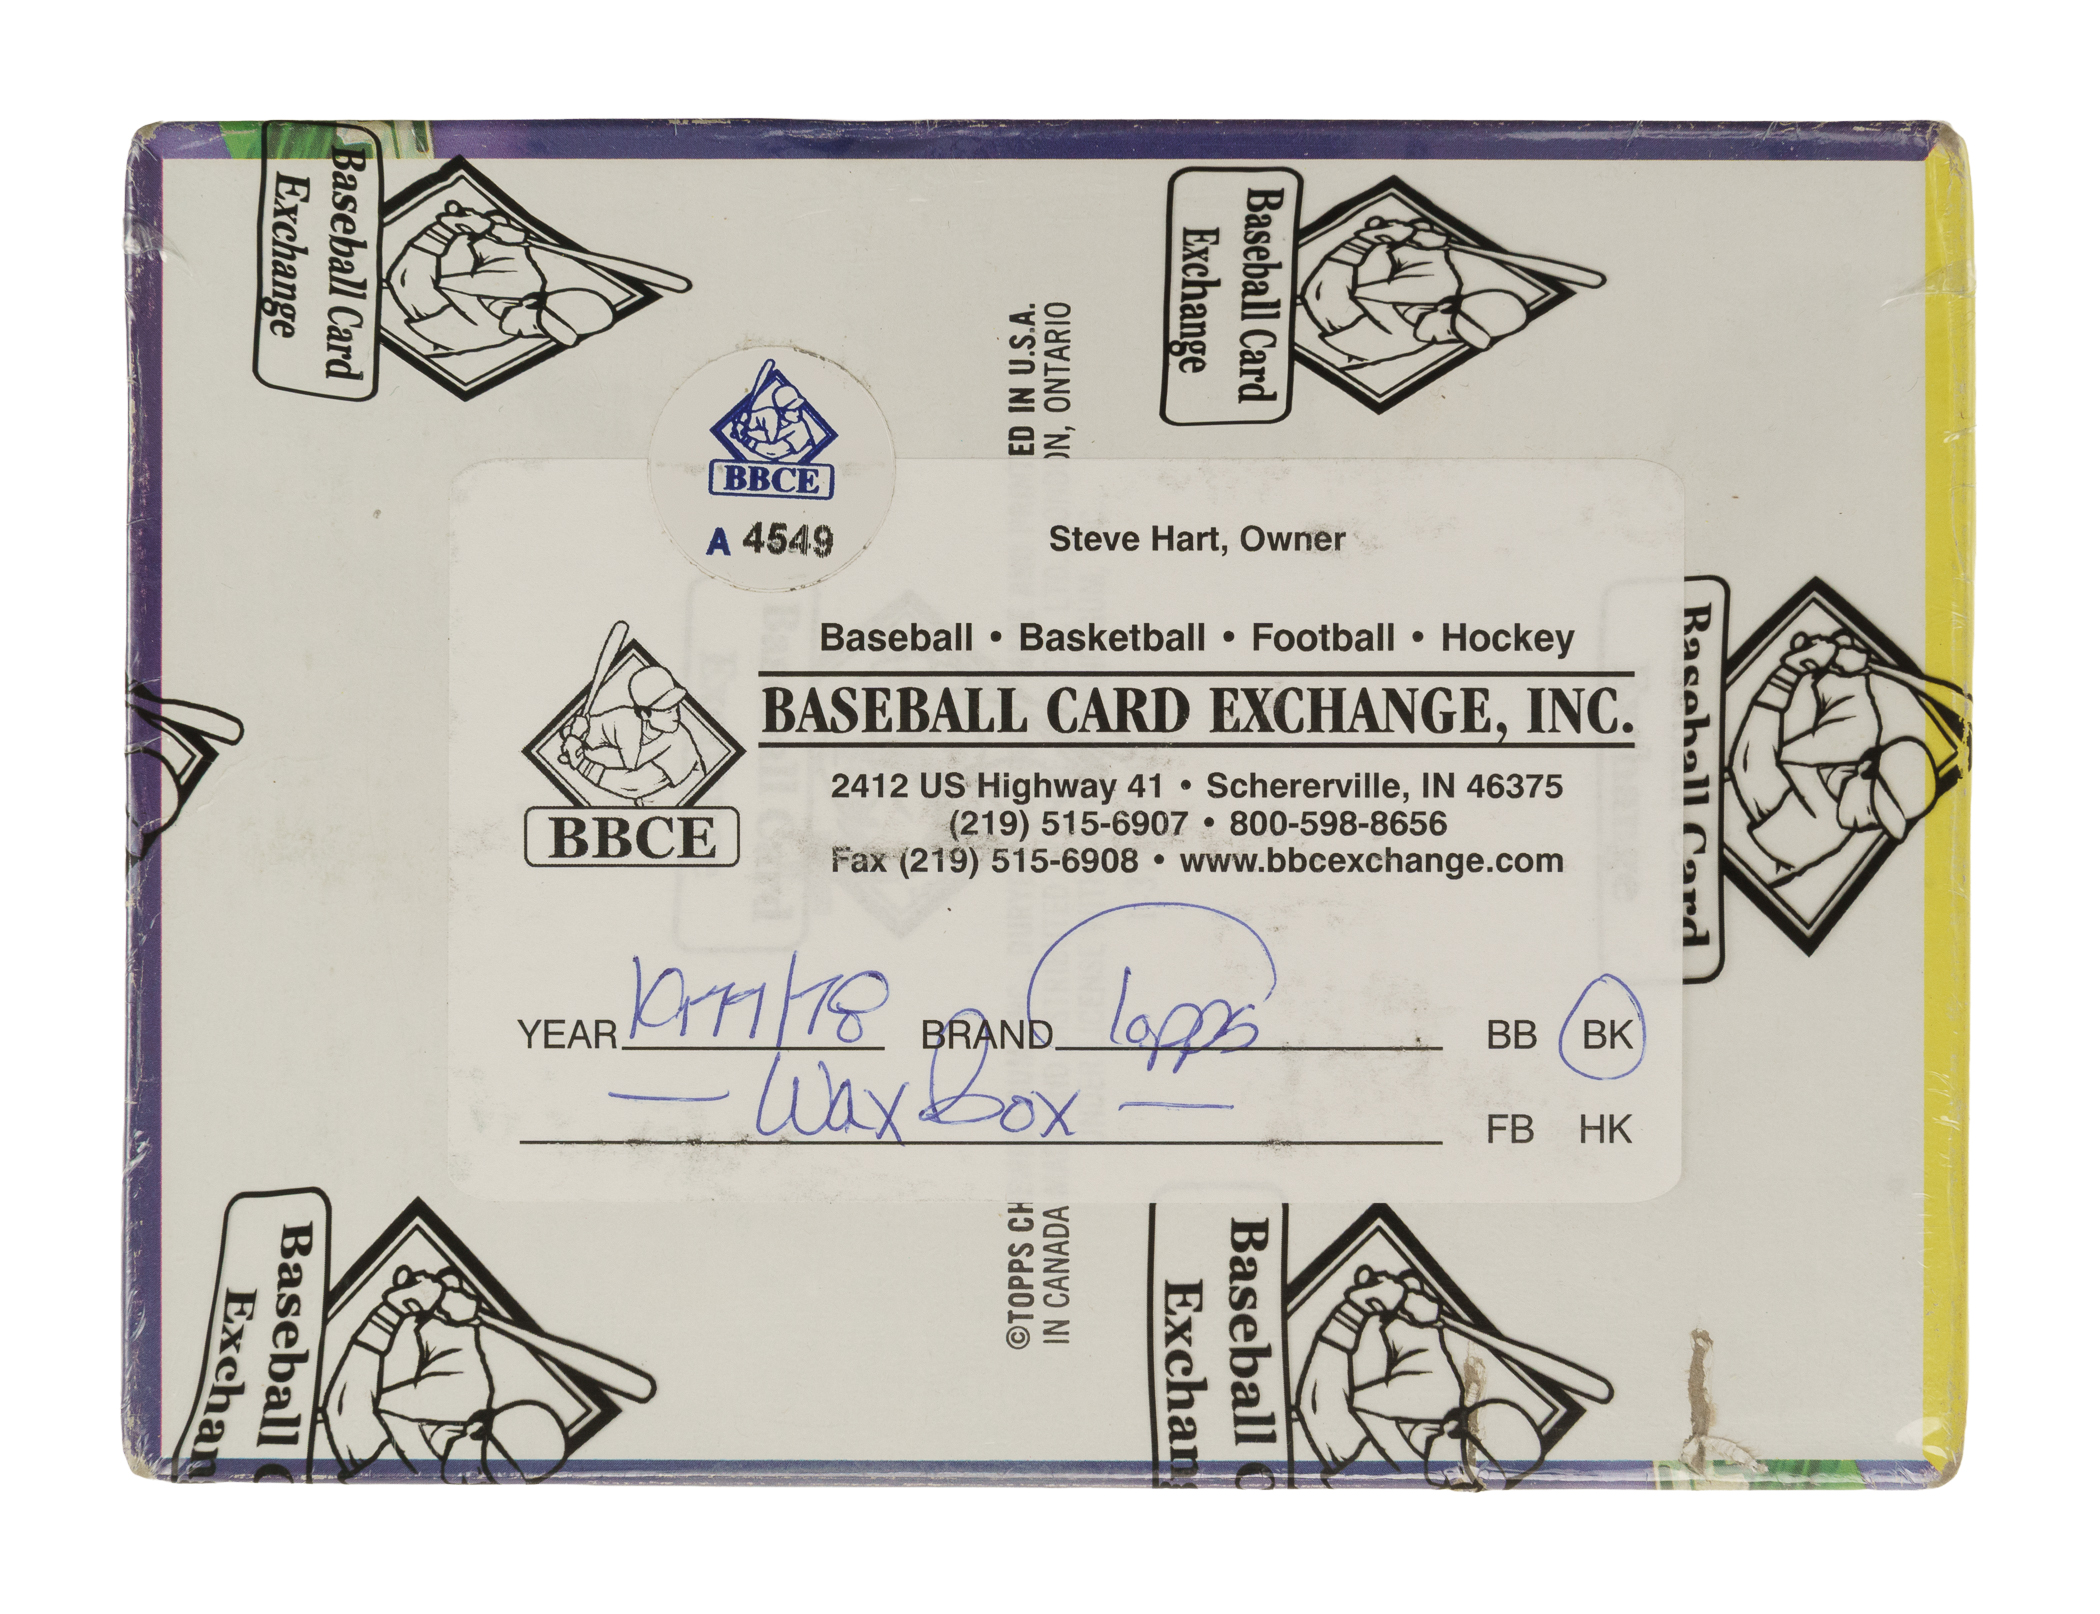 Baseball Card
Exchange
Baseball Card
Exchange
ED IN U.S.A.
ON, ONTARIO
BBCE
A 4549
Steve Hart, Owner
Baseball • Basketball • Football • Hockey
BASEBALL CARD EXCHANGE, INC.
2412 US Highway 41 • Schererville, IN 46375
(219) 515-6907 • 800-598-8656
Fax (219) 515-6908 • www.bbcexchange.com
BBCE
YEAR 1977/78 BRAND Topps BB BK
— Wax Box — FB HK
Baseball Card
©TOPPS CH
IN CANADA
Baseball C
Exchan
Baseball C
Exchang